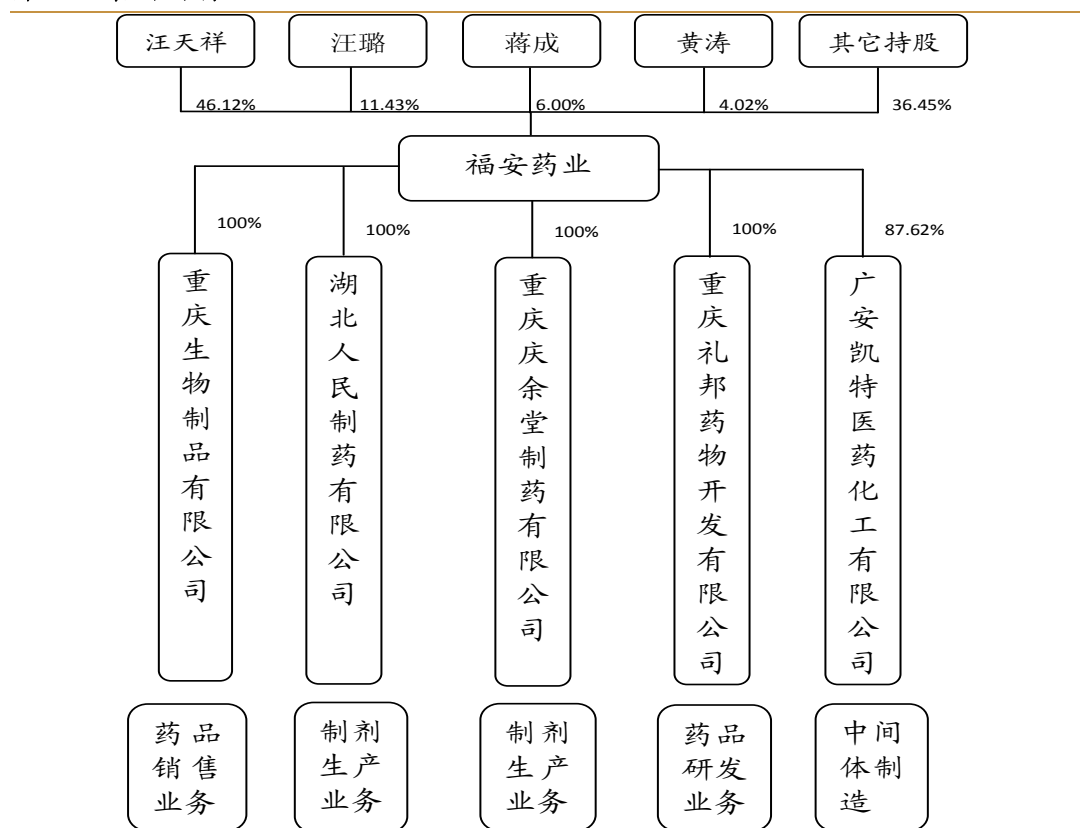 汪天祥
汪璐
蒋成
黄涛
其它持股
46.12%
11.43%
6.00%
4.02%
36.45%
福安药业
100%
100%
100%
100%
87.62%
重庆生物制品有限公司
湖北人民制药有限公司
重庆庆余堂制药有限公司
重庆礼邦药物开发有限公司
广安凯特医药化工有限公司
药品
销售
业务
制剂
生产
业务
制剂
生产
业务
药品
研发
业务
中间
体制
造